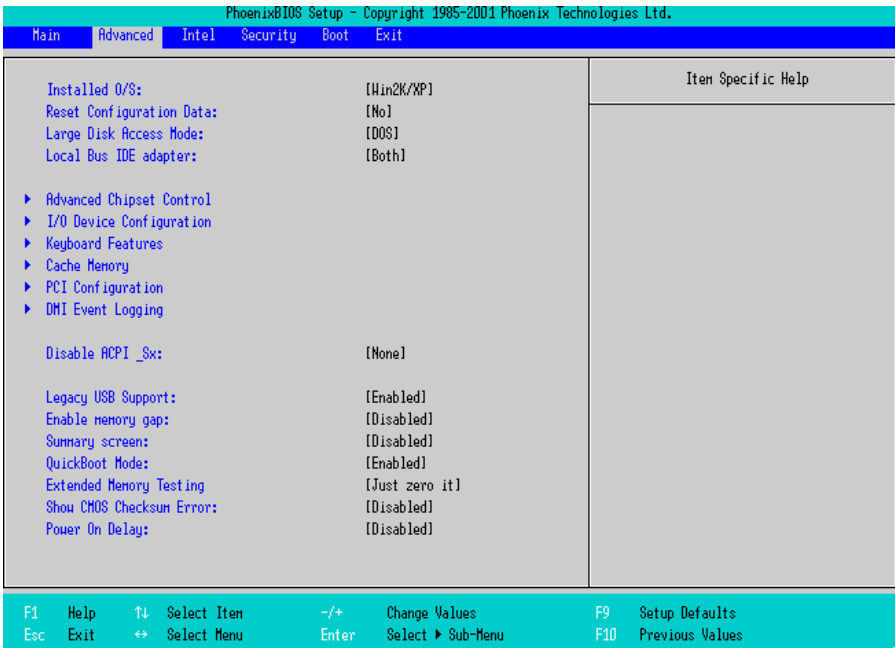 PhoenixBIOS Setup - Copyright 1985-2001 Phoenix Technologies Ltd.
Main Advanced Intel Security Boot Exit
Item Specific Help
Installed O/S: [Win2K/XP]
Reset Configuration Data: [No]
Large Disk Access Mode: [DOS]
Local Bus IDE adapter: [Both]
▶ Advanced Chipset Control
▶ I/O Device Configuration
▶ Keyboard Features
▶ Cache Memory
▶ PCI Configuration
▶ DMI Event Logging
Disable ACPI _Sx: [None]
Legacy USB Support: [Enabled]
Enable memory gap: [Disabled]
Summary screen: [Disabled]
QuickBoot Mode: [Enabled]
Extended Memory Testing [Just zero it]
Show CMOS Checksum Error: [Disabled]
Power On Delay: [Disabled]
F1 Help ↑↓ Select Item -/+ Change Values F9 Setup Defaults
Esc Exit ↔ Select Menu Enter Select ▶ Sub-Menu F10 Previous Values